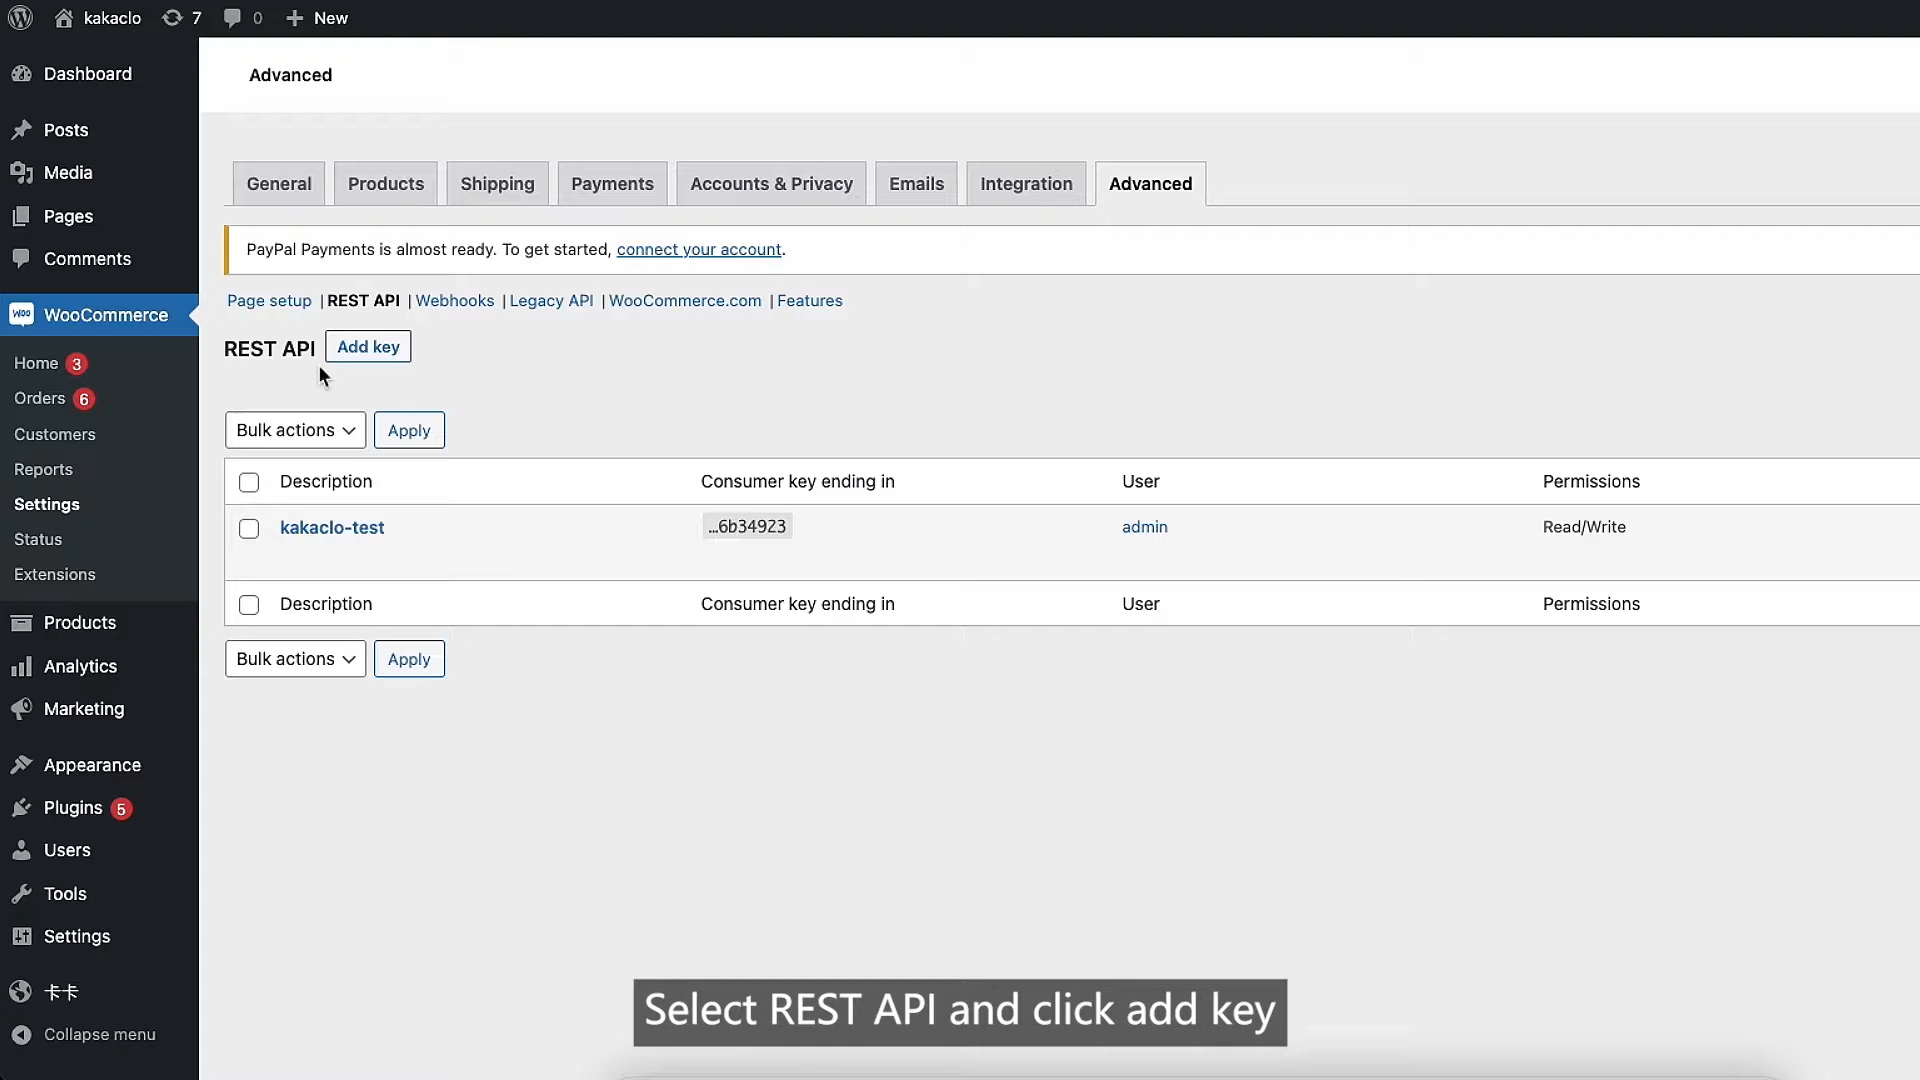 kakaclo 7 0 New
Dashboard
Posts
Media
Pages
Comments
WooCommerce
Home 3
Orders 6
Customers
Reports
Settings
Status
Extensions
Products
Analytics
Marketing
Appearance
Plugins 5
Users
Tools
Settings
卡卡
Collapse menu
Advanced
General Products Shipping Payments Accounts & Privacy Emails Integration Advanced
PayPal Payments is almost ready. To get started, connect your account.
Page setup | REST API | Webhooks | Legacy API | WooCommerce.com | Features
REST API Add key
Bulk actions Apply
Description Consumer key ending in User Permissions
kakaclo-test …6b34923 admin Read/Write
Description Consumer key ending in User Permissions
Bulk actions Apply
Select REST API and click add key